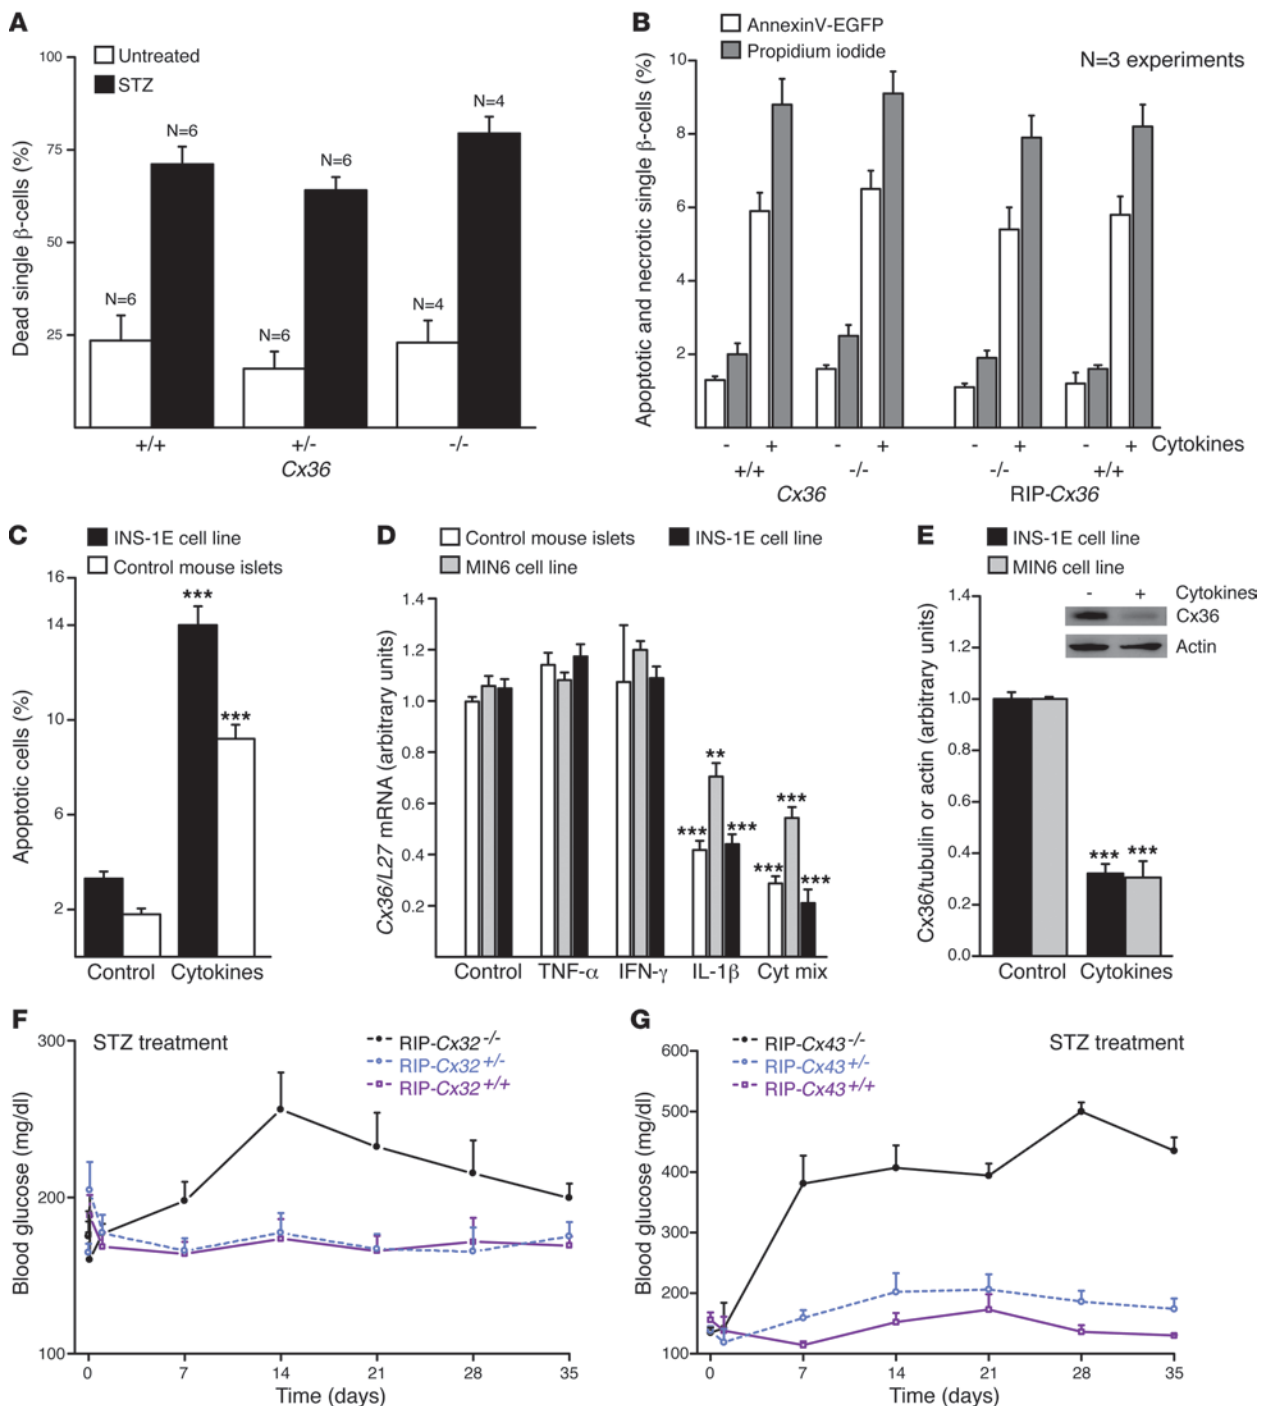 A
Untreated
STZ
100
75
50
25
Dead single β-cells (%)
N=6
N=6
N=6
N=6
N=4
N=4
+/+ +/- -/-
Cx36
B
AnnexinV-EGFP
Propidium iodide
N=3 experiments
10
8
6
4
2
Apoptotic and necrotic single β-cells (%)
- + - + - + - + Cytokines
+/+ -/- -/- +/+
Cx36 RIP-Cx36
C
INS-1E cell line
Control mouse islets
16
14
10
6
2
Apoptotic cells (%)
***
***
Control Cytokines
D
Control mouse islets
INS-1E cell line
MIN6 cell line
1.4
1.2
1.0
0.8
0.6
0.4
0.2
Cx36/L27 mRNA (arbitrary units)
**
*** ***
***
*** ***
Control TNF-α IFN-γ IL-1β Cyt mix
E
INS-1E cell line
MIN6 cell line
- + Cytokines
Cx36
Actin
1.4
1.2
1.0
0.8
0.6
0.4
0.2
0.0
Cx36/tubulin or actin (arbitrary units)
*** ***
Control Cytokines
F
STZ treatment
RIP-Cx32-/-
RIP-Cx32+/-
RIP-Cx32+/+
300
200
100
Blood glucose (mg/dl)
0 7 14 21 28 35
Time (days)
G
RIP-Cx43-/-
RIP-Cx43+/-
RIP-Cx43+/+
STZ treatment
600
500
400
300
200
100
Blood glucose (mg/dl)
0 7 14 21 28 35
Time (days)